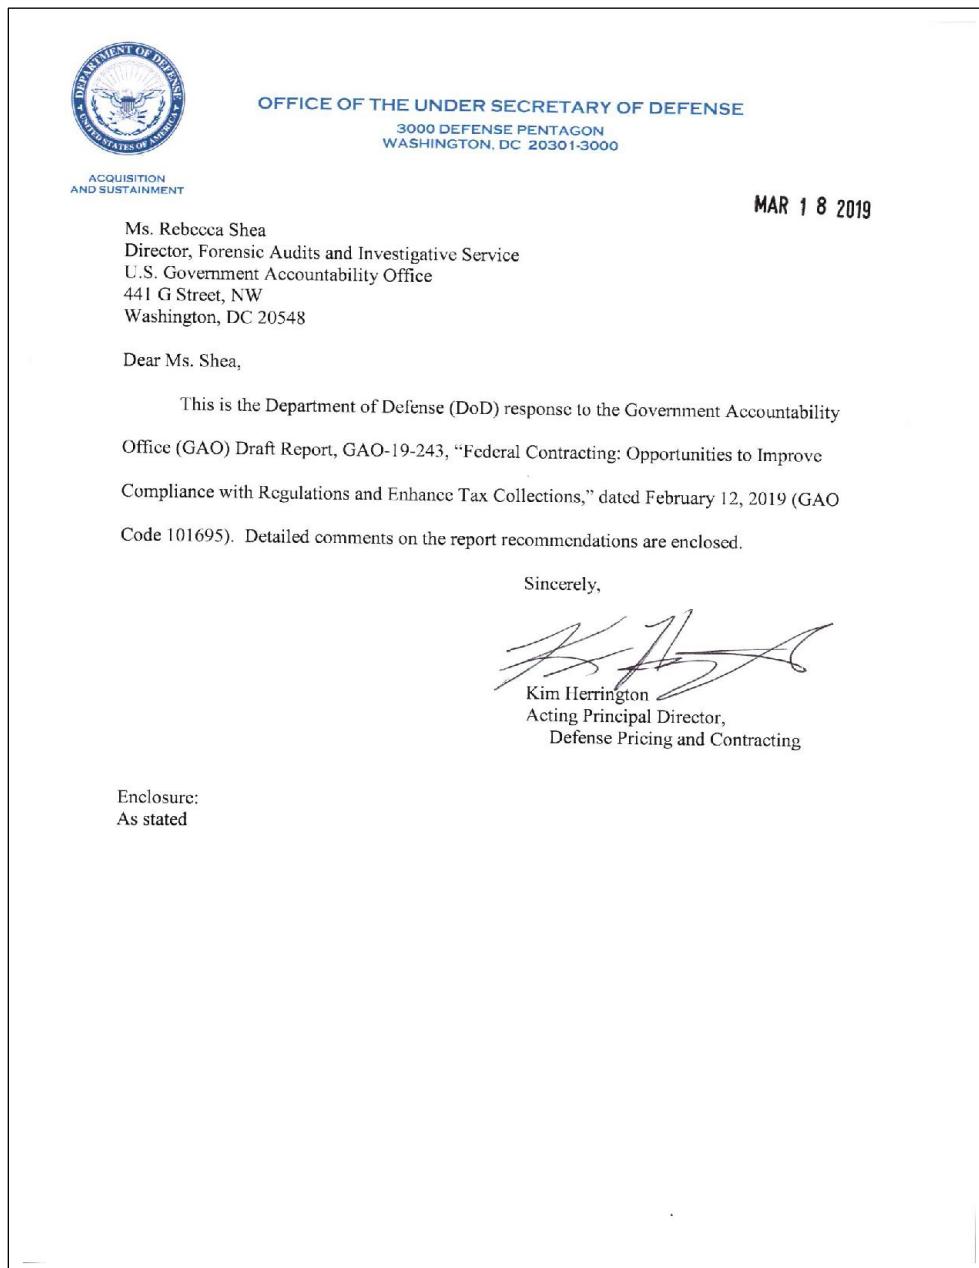 DEPARTMENT OF DEFENSE
UNITED STATES OF AMERICA
ACQUISITION
AND SUSTAINMENT
OFFICE OF THE UNDER SECRETARY OF DEFENSE
3000 DEFENSE PENTAGON
WASHINGTON, DC 20301-3000
MAR 18 2019
Ms. Rebecca Shea
Director, Forensic Audits and Investigative Service
U.S. Government Accountability Office
441 G Street, NW
Washington, DC 20548
Dear Ms. Shea,
This is the Department of Defense (DoD) response to the Government Accountability
Office (GAO) Draft Report, GAO-19-243, “Federal Contracting: Opportunities to Improve
Compliance with Regulations and Enhance Tax Collections,” dated February 12, 2019 (GAO
Code 101695). Detailed comments on the report recommendations are enclosed.
Sincerely,
Kim Herrington
Acting Principal Director,
Defense Pricing and Contracting
Enclosure:
As stated